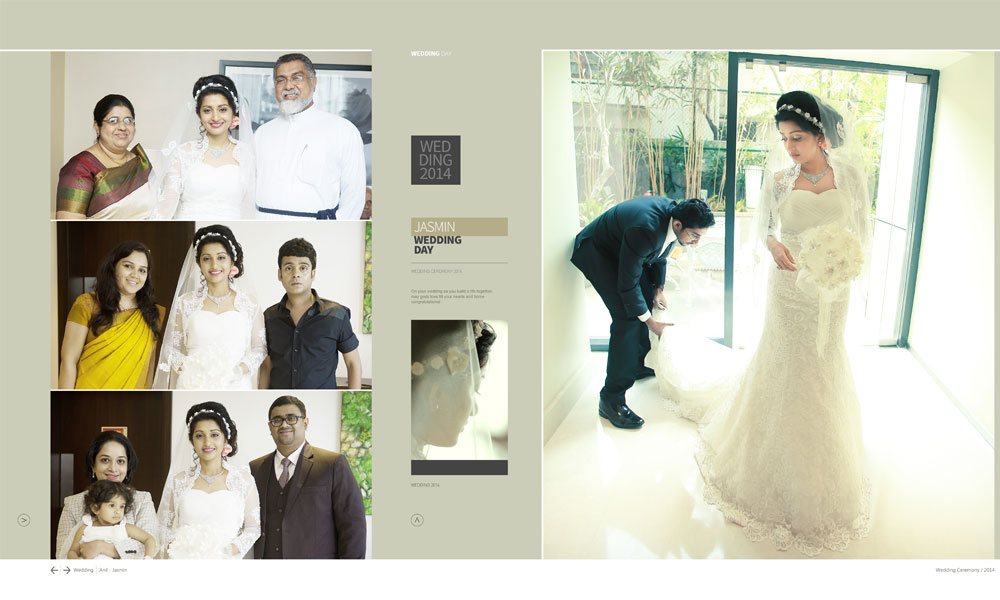 WEDDING DAY
WED
DING
2014
JASMIN
WEDDING
DAY
WEDDING CEREMONY 2014
On your wedding as you build a life together,
may gods love fill your hearts and home
congratulations!
WEDDING 2014
Wedding | Anil - Jasmin
Wedding Ceremony / 2014